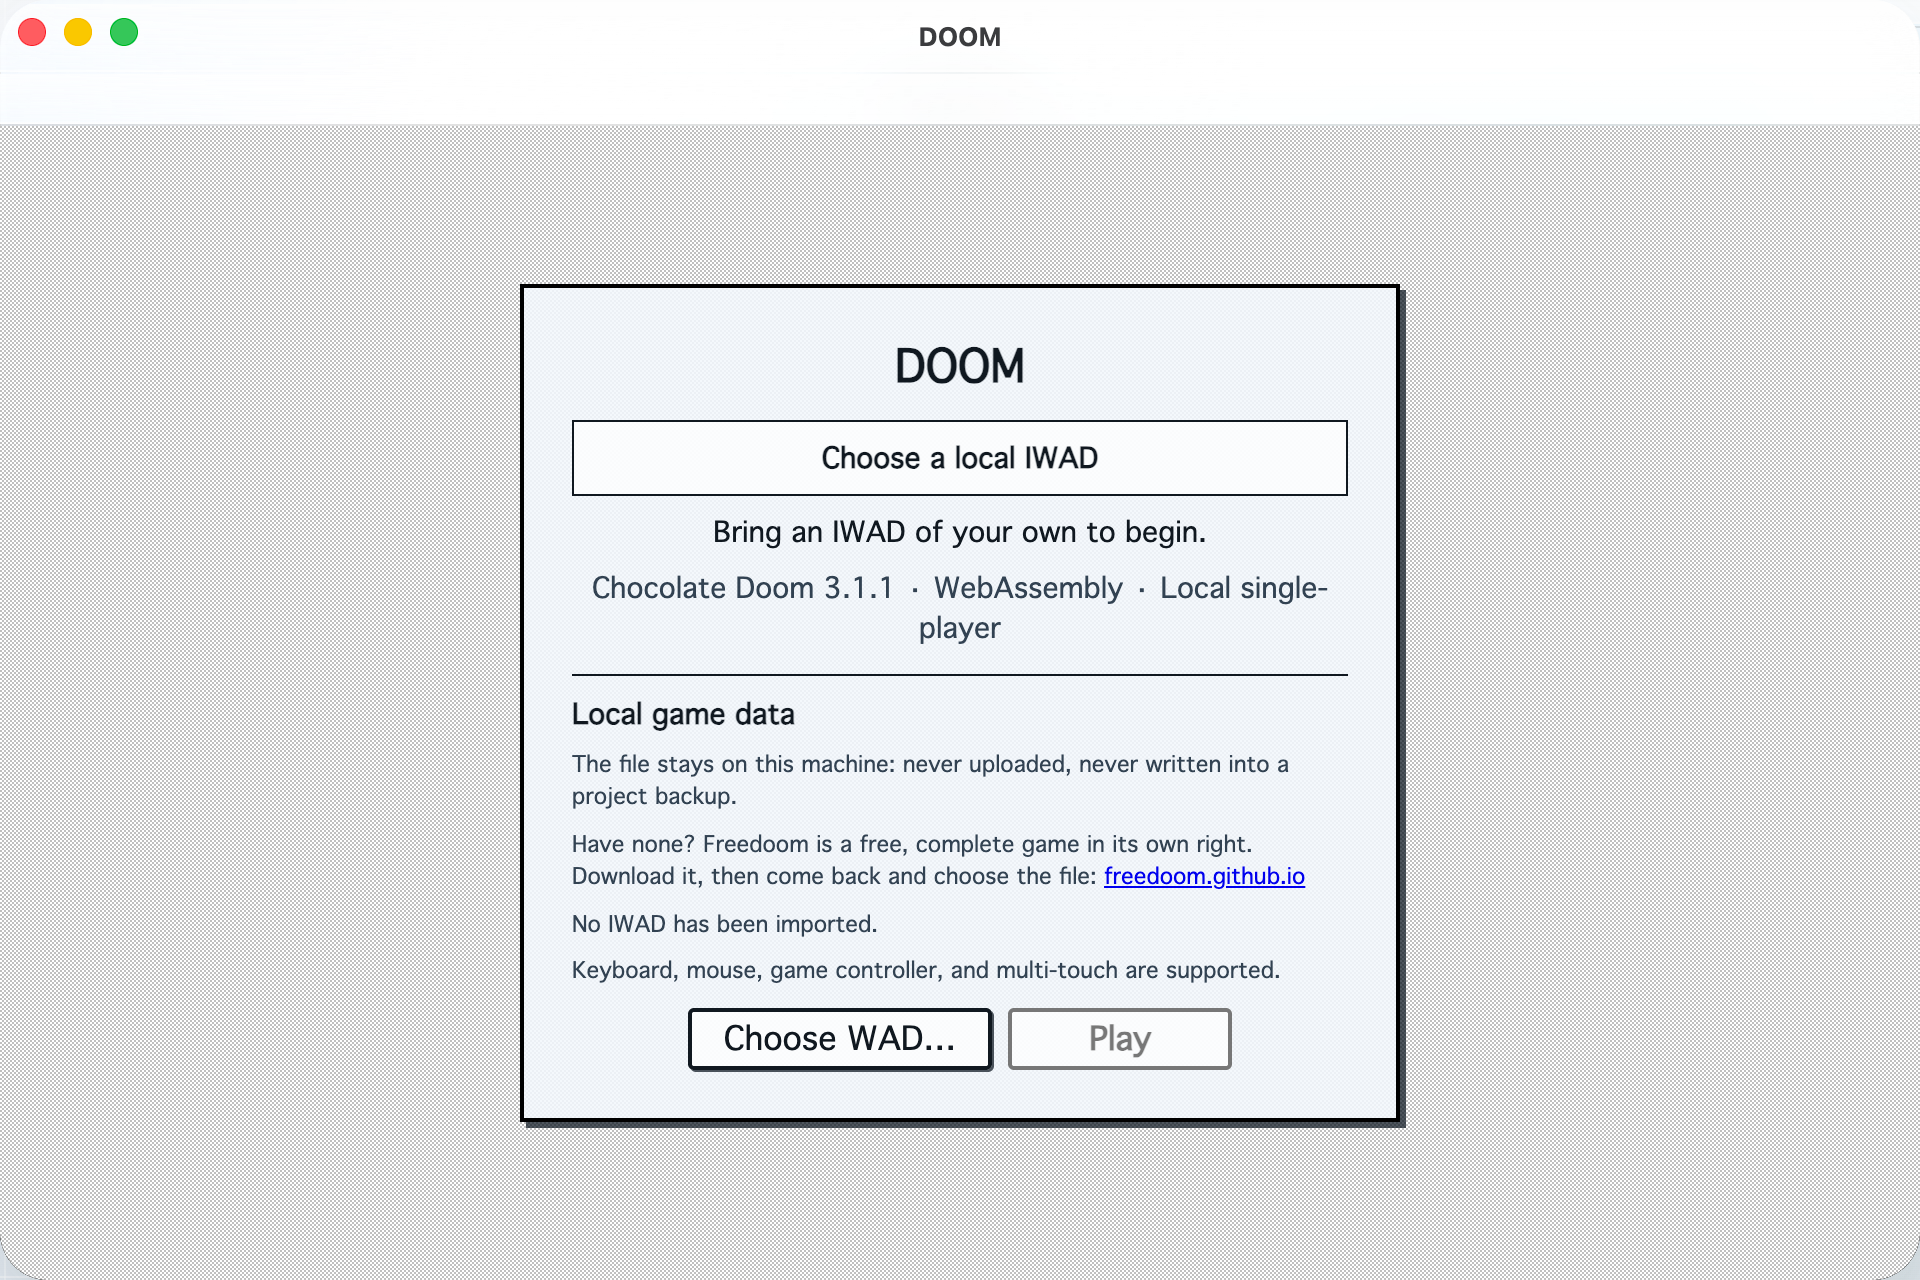 DOOM
DOOM
Choose a local IWAD
Bring an IWAD of your own to begin.
Chocolate Doom 3.1.1 · WebAssembly · Local single-
player
Local game data
The file stays on this machine: never uploaded, never written into a
project backup.
Have none? Freedoom is a free, complete game in its own right.
Download it, then come back and choose the file: freedoom.github.io
No IWAD has been imported.
Keyboard, mouse, game controller, and multi-touch are supported.
Choose WAD... Play